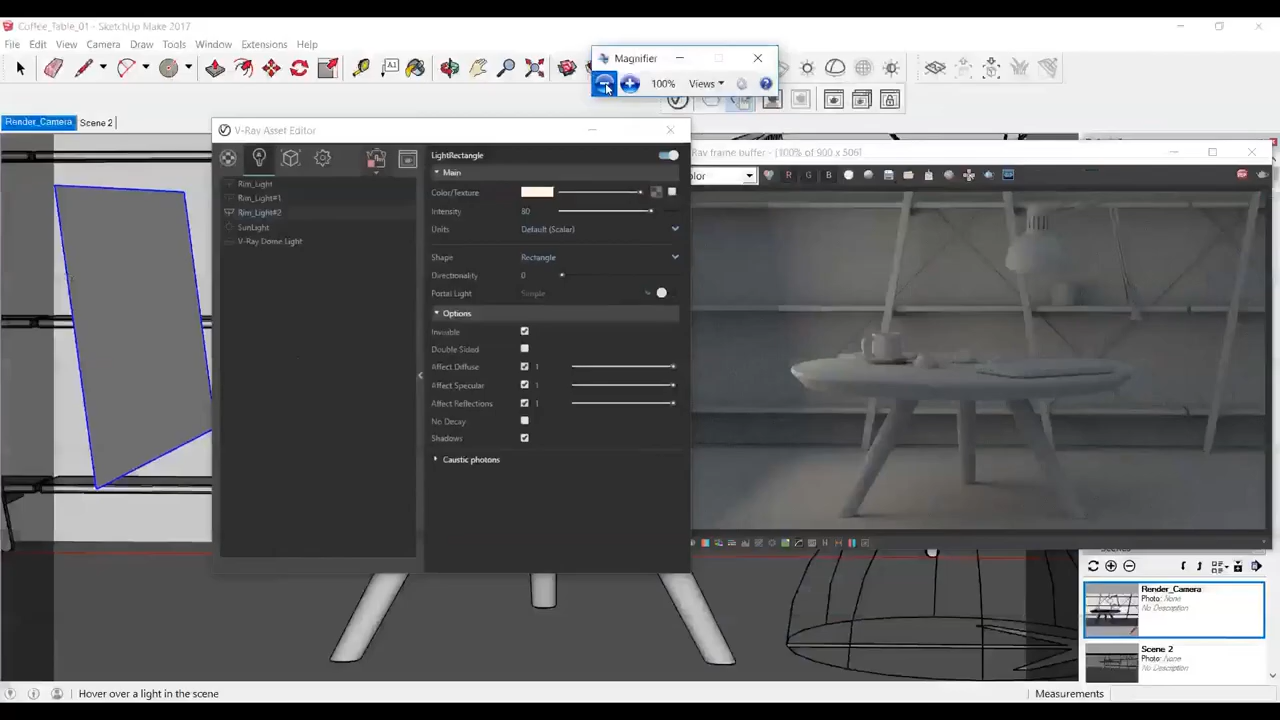 Coffee_Table_01 - SketchUp Make 2017
File Edit View Camera Draw Tools Window Extensions Help
Magnifier
100% Views
Render_Camera Scene 2
V-Ray Asset Editor
LightRectangle
Ray frame buffer - [100% of 900 x 506]
Main
olor R G B
Rim_Light
Color/Texture
Rim_Light#1
Intensity 80
Rim_Light#2
SunLight
Units Default (Scalar)
V-Ray Dome Light
Shape Rectangle
Directionality 0
Portal Light Simple
Options
Invisible
Double Sided
Affect Diffuse 1
Affect Specular 1
Affect Reflections 1
No Decay
Shadows
Caustic photons
Scenes
Render_Camera
Photo: None
No Description
Scene 2
Photo: None
No Description
Hover over a light in the scene
Measurements